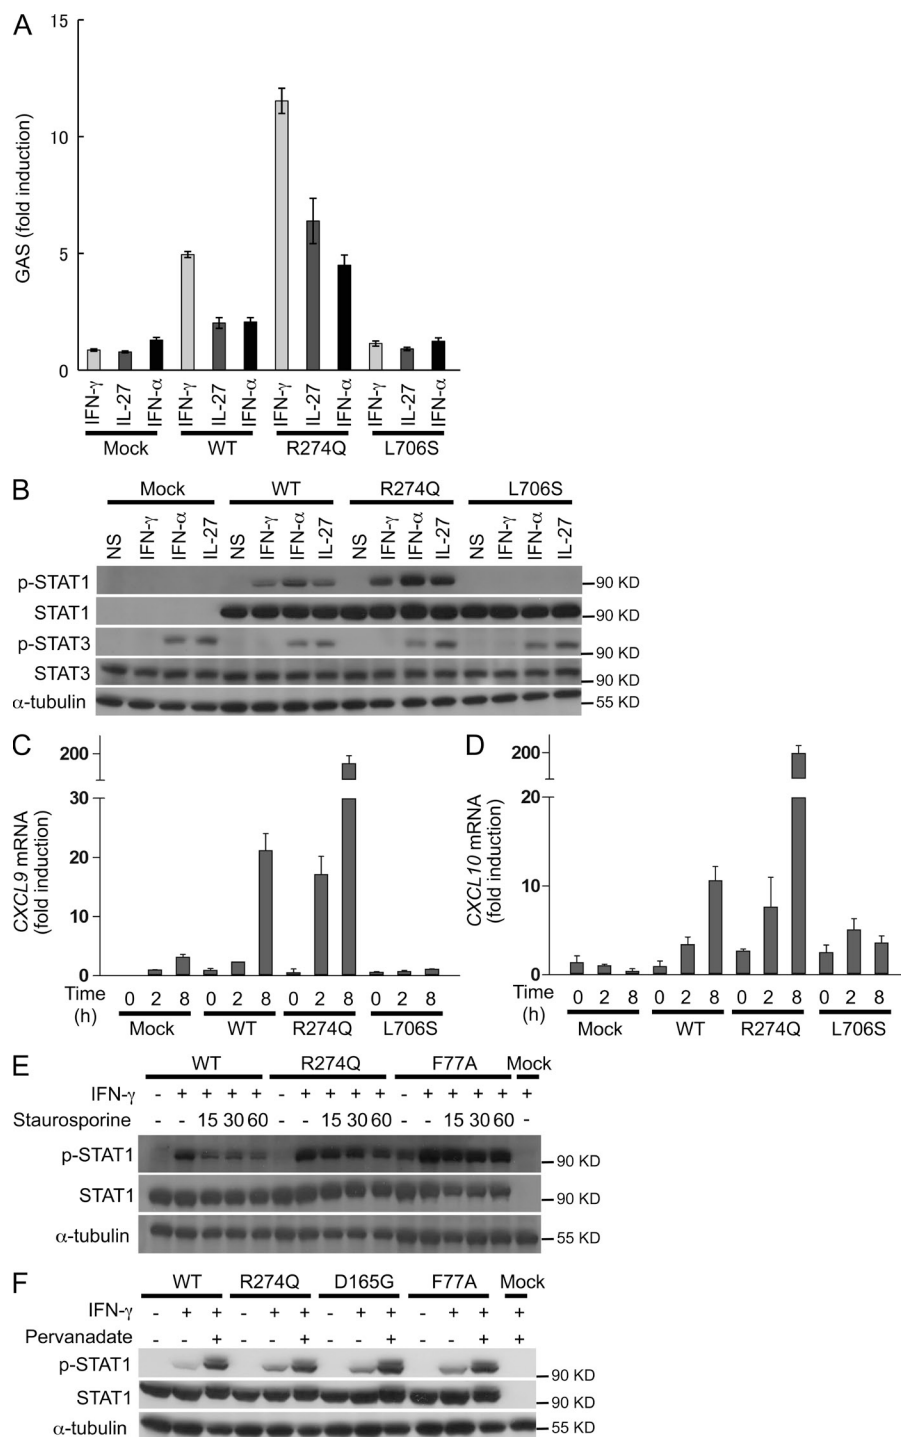 A
15
10
5
0
GAS (fold induction)
IFN-γ IL-27 IFN-α IFN-γ IL-27 IFN-α IFN-γ IL-27 IFN-α IFN-γ IL-27 IFN-α
Mock WT R274Q L706S
B
Mock WT R274Q L706S
NS IFN-γ IFN-α IL-27 NS IFN-γ IFN-α IL-27 NS IFN-γ IFN-α IL-27 NS IFN-γ IFN-α IL-27
p-STAT1 90 KD
STAT1 90 KD
p-STAT3 90 KD
STAT3 90 KD
α-tubulin 55 KD
C
200
30
20
10
0
CXCL9 mRNA
(fold induction)
Time
(h)
0 2 8 0 2 8 0 2 8 0 2 8
Mock WT R274Q L706S
D
200
20
10
0
CXCL10 mRNA
(fold induction)
Time
(h)
0 2 8 0 2 8 0 2 8 0 2 8
Mock WT R274Q L706S
E
WT R274Q F77A Mock
IFN-γ - + + + + - + + + + - + + + + +
Staurosporine - - 15 30 60 - - 15 30 60 - - 15 30 60 -
p-STAT1 90 KD
STAT1 90 KD
α-tubulin 55 KD
F
WT R274Q D165G F77A Mock
IFN-γ - + + - + + - + + - + + +
Pervanadate - - + - - + - - + - - + +
p-STAT1 90 KD
STAT1 90 KD
α-tubulin 55 KD